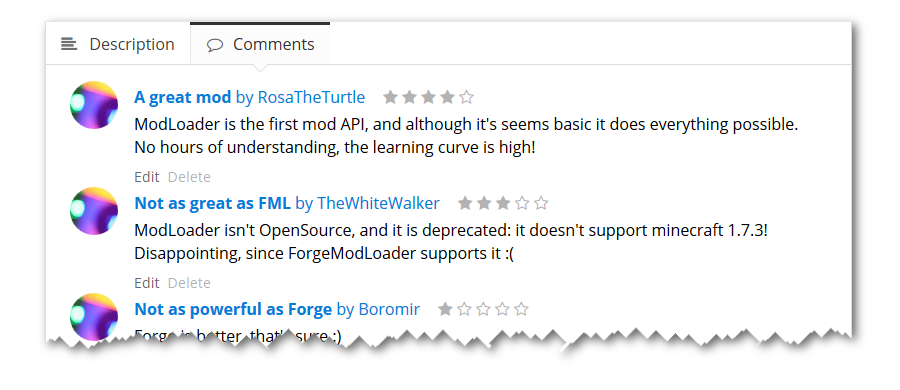 Description
Comments
A great mod by RosaTheTurtle
ModLoader is the first mod API, and although it's seems basic it does everything possible.
No hours of understanding, the learning curve is high!
Edit Delete
Not as great as FML by TheWhiteWalker
ModLoader isn't OpenSource, and it is deprecated: it doesn't support minecraft 1.7.3!
Disappointing, since ForgeModLoader supports it :(
Edit Delete
Not as powerful as Forge by Boromir
Forge is better, that's sure :)